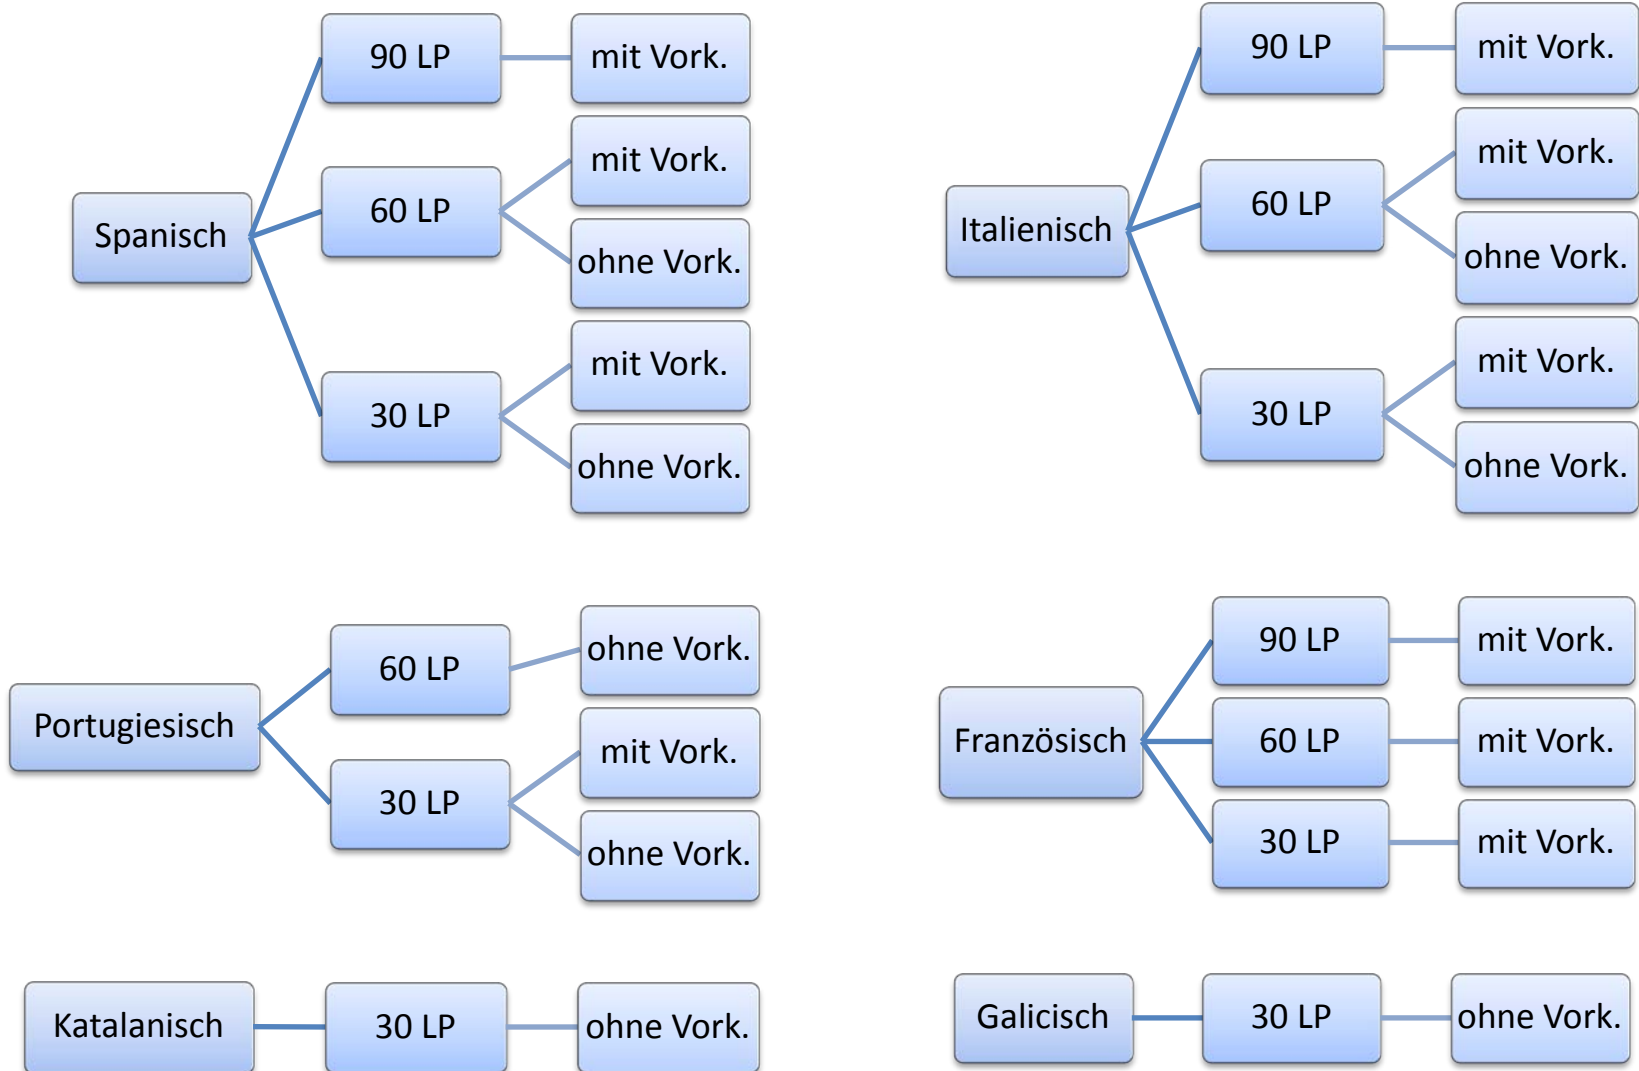 Spanisch
90 LP
mit Vork.
60 LP
mit Vork.
ohne Vork.
30 LP
mit Vork.
ohne Vork.
Italienisch
90 LP
mit Vork.
60 LP
mit Vork.
ohne Vork.
30 LP
mit Vork.
ohne Vork.
Portugiesisch
60 LP
ohne Vork.
30 LP
mit Vork.
ohne Vork.
Französisch
90 LP
mit Vork.
60 LP
mit Vork.
30 LP
mit Vork.
Katalanisch
30 LP
ohne Vork.
Galicisch
30 LP
ohne Vork.